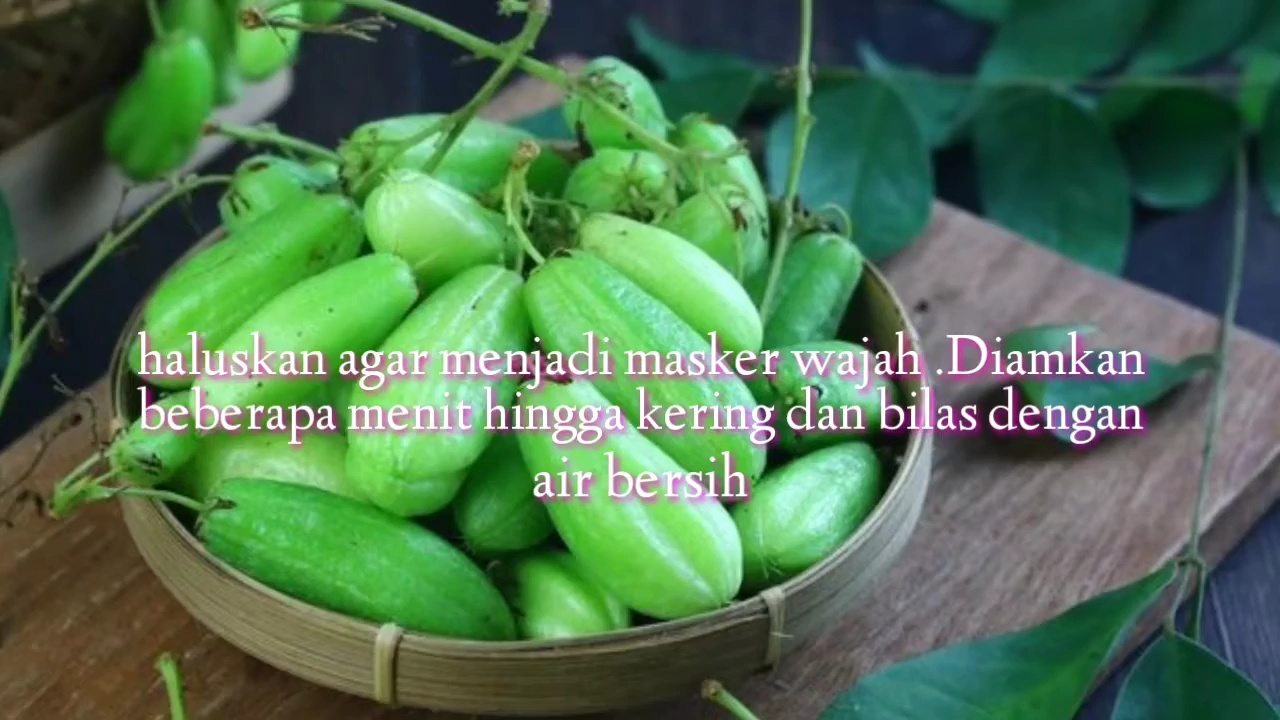 haluskan agar menjadi masker wajah .Diamkan
beberapa menit hingga kering dan bilas dengan
air bersih